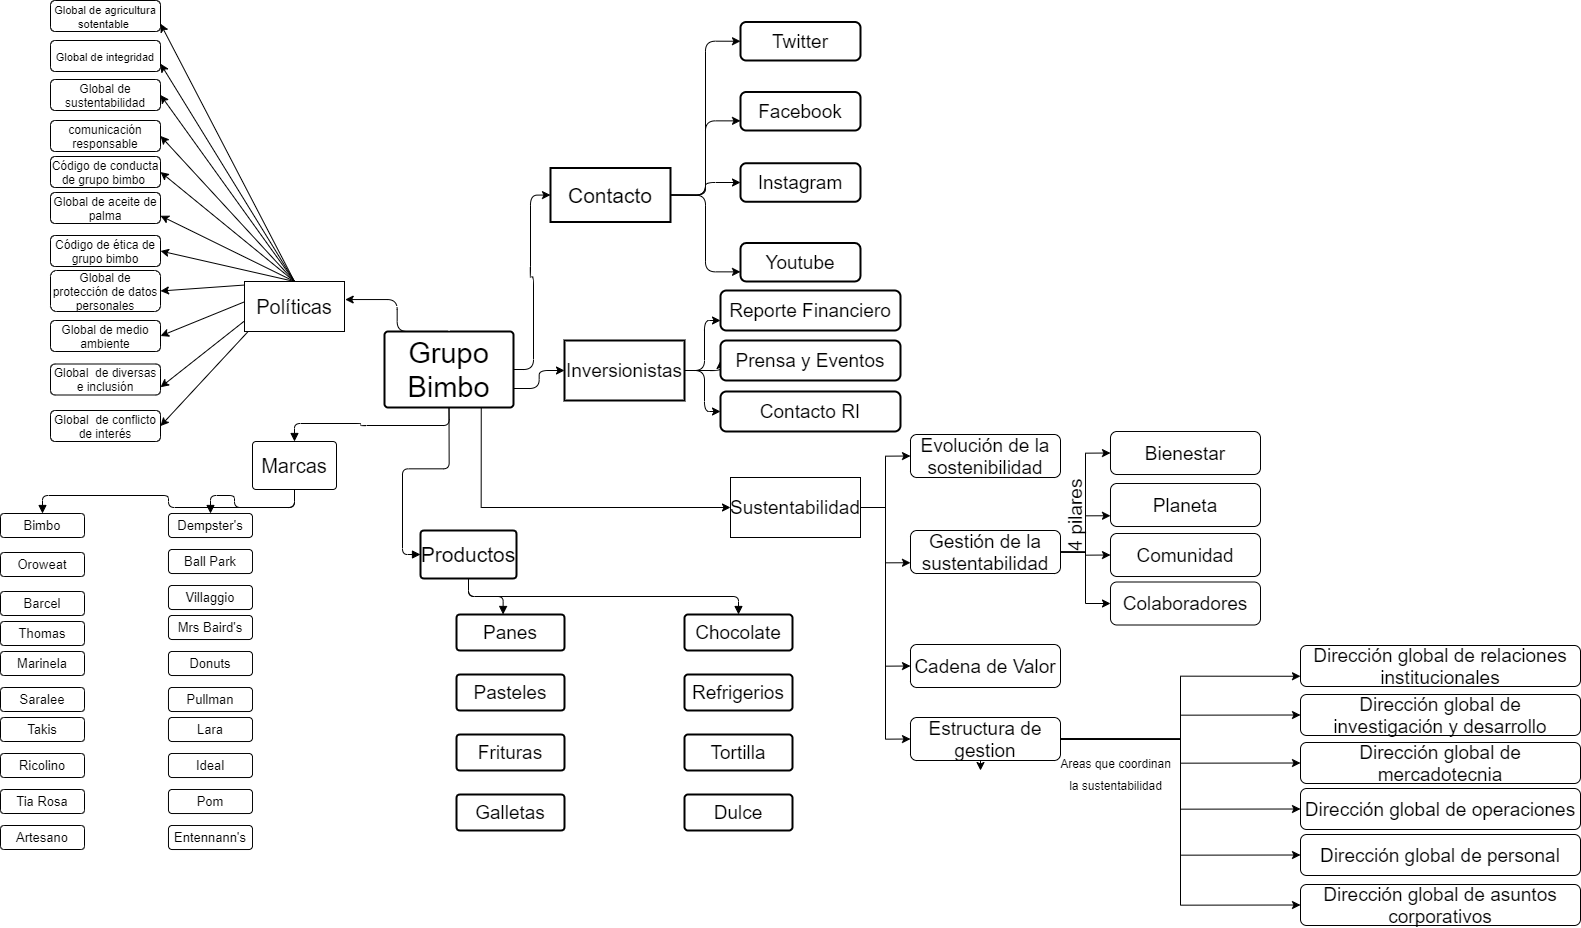 Global de agricultura
sotentable
Global de integridad
Global de
sustentabilidad
comunicación
responsable
Código de conducta
de grupo bimbo
Global de aceite de
palma
Código de ética de
grupo bimbo
Global de
protección de datos
personales
Global de medio
ambiente
Global de diversas
e inclusión
Global de conflicto
de interés
Políticas
Grupo
Bimbo
Contacto
Twitter
Facebook
Instagram
Youtube
Inversionistas
Reporte Financiero
Prensa y Eventos
Contacto RI
Marcas
Bimbo
Oroweat
Barcel
Thomas
Marinela
Saralee
Takis
Ricolino
Tia Rosa
Artesano
Dempster's
Ball Park
Villaggio
Mrs Baird's
Donuts
Pullman
Lara
Ideal
Pom
Entennann's
Productos
Panes
Pasteles
Frituras
Galletas
Chocolate
Refrigerios
Tortilla
Dulce
Sustentabilidad
Evolución de la
sostenibilidad
Gestión de la
sustentabilidad
4 pilares
Bienestar
Planeta
Comunidad
Colaboradores
Cadena de Valor
Estructura de
gestion
Areas que coordinan
la sustentabilidad
Dirección global de relaciones
institucionales
Dirección global de
investigación y desarrollo
Dirección global de
mercadotecnia
Dirección global de operaciones
Dirección global de personal
Dirección global de asuntos
corporativos